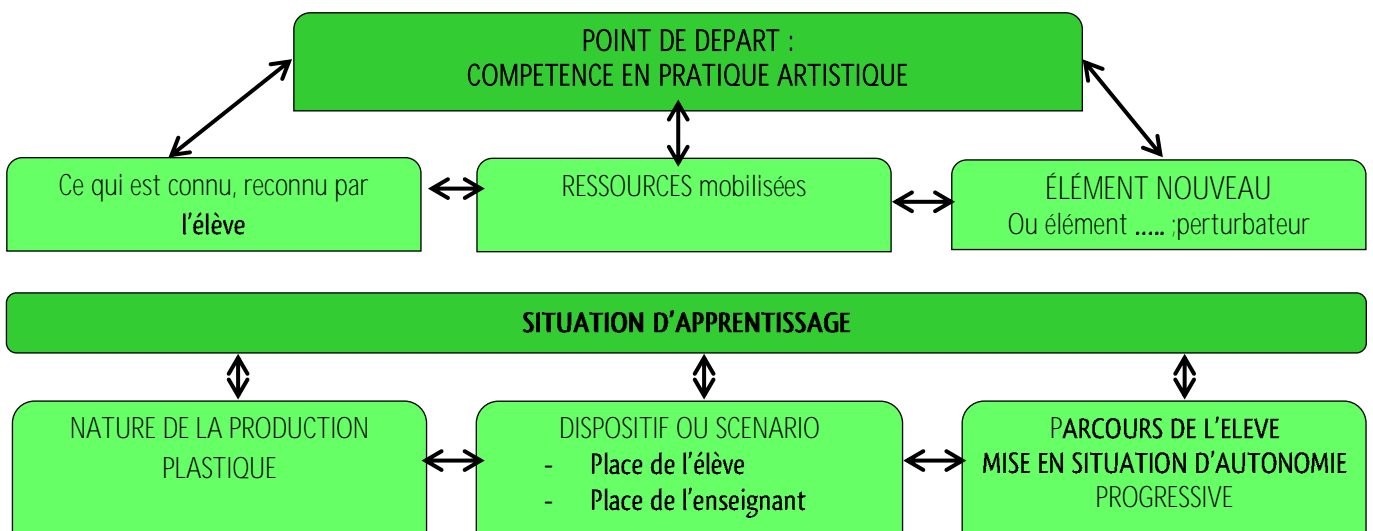 POINT DE DEPART :
COMPETENCE EN PRATIQUE ARTISTIQUE
Ce qui est connu, reconnu par
l'élève
RESSOURCES mobilisées
ÉLÉMENT NOUVEAU
Ou élément ..... ;perturbateur
SITUATION D'APPRENTISSAGE
NATURE DE LA PRODUCTION
PLASTIQUE
DISPOSITIF OU SCENARIO
- Place de l'élève
- Place de l'enseignant
PARCOURS DE L'ELEVE
MISE EN SITUATION D'AUTONOMIE
PROGRESSIVE